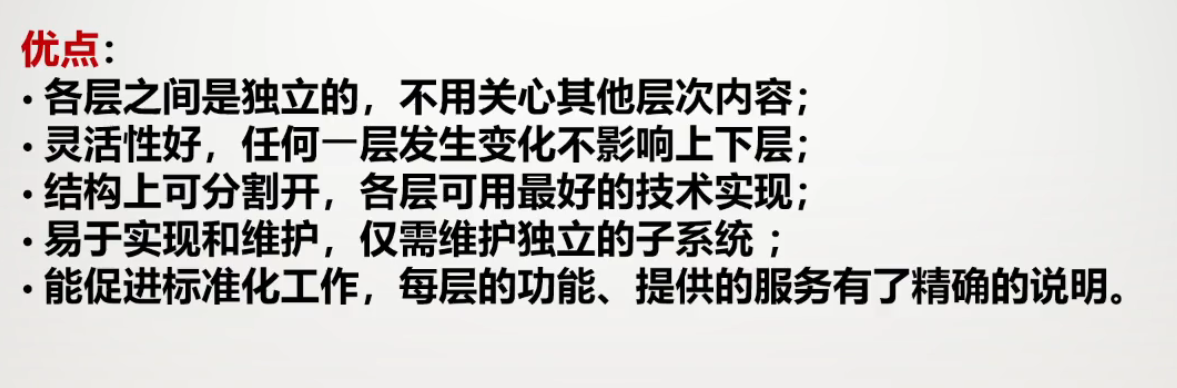 优点：
• 各层之间是独立的，不用关心其他层次内容；
• 灵活性好，任何一层发生变化不影响上下层；
• 结构上可分割开，各层可用最好的技术实现；
• 易于实现和维护，仅需维护独立的子系统 ；
• 能促进标准化工作，每层的功能、提供的服务有了精确的说明。